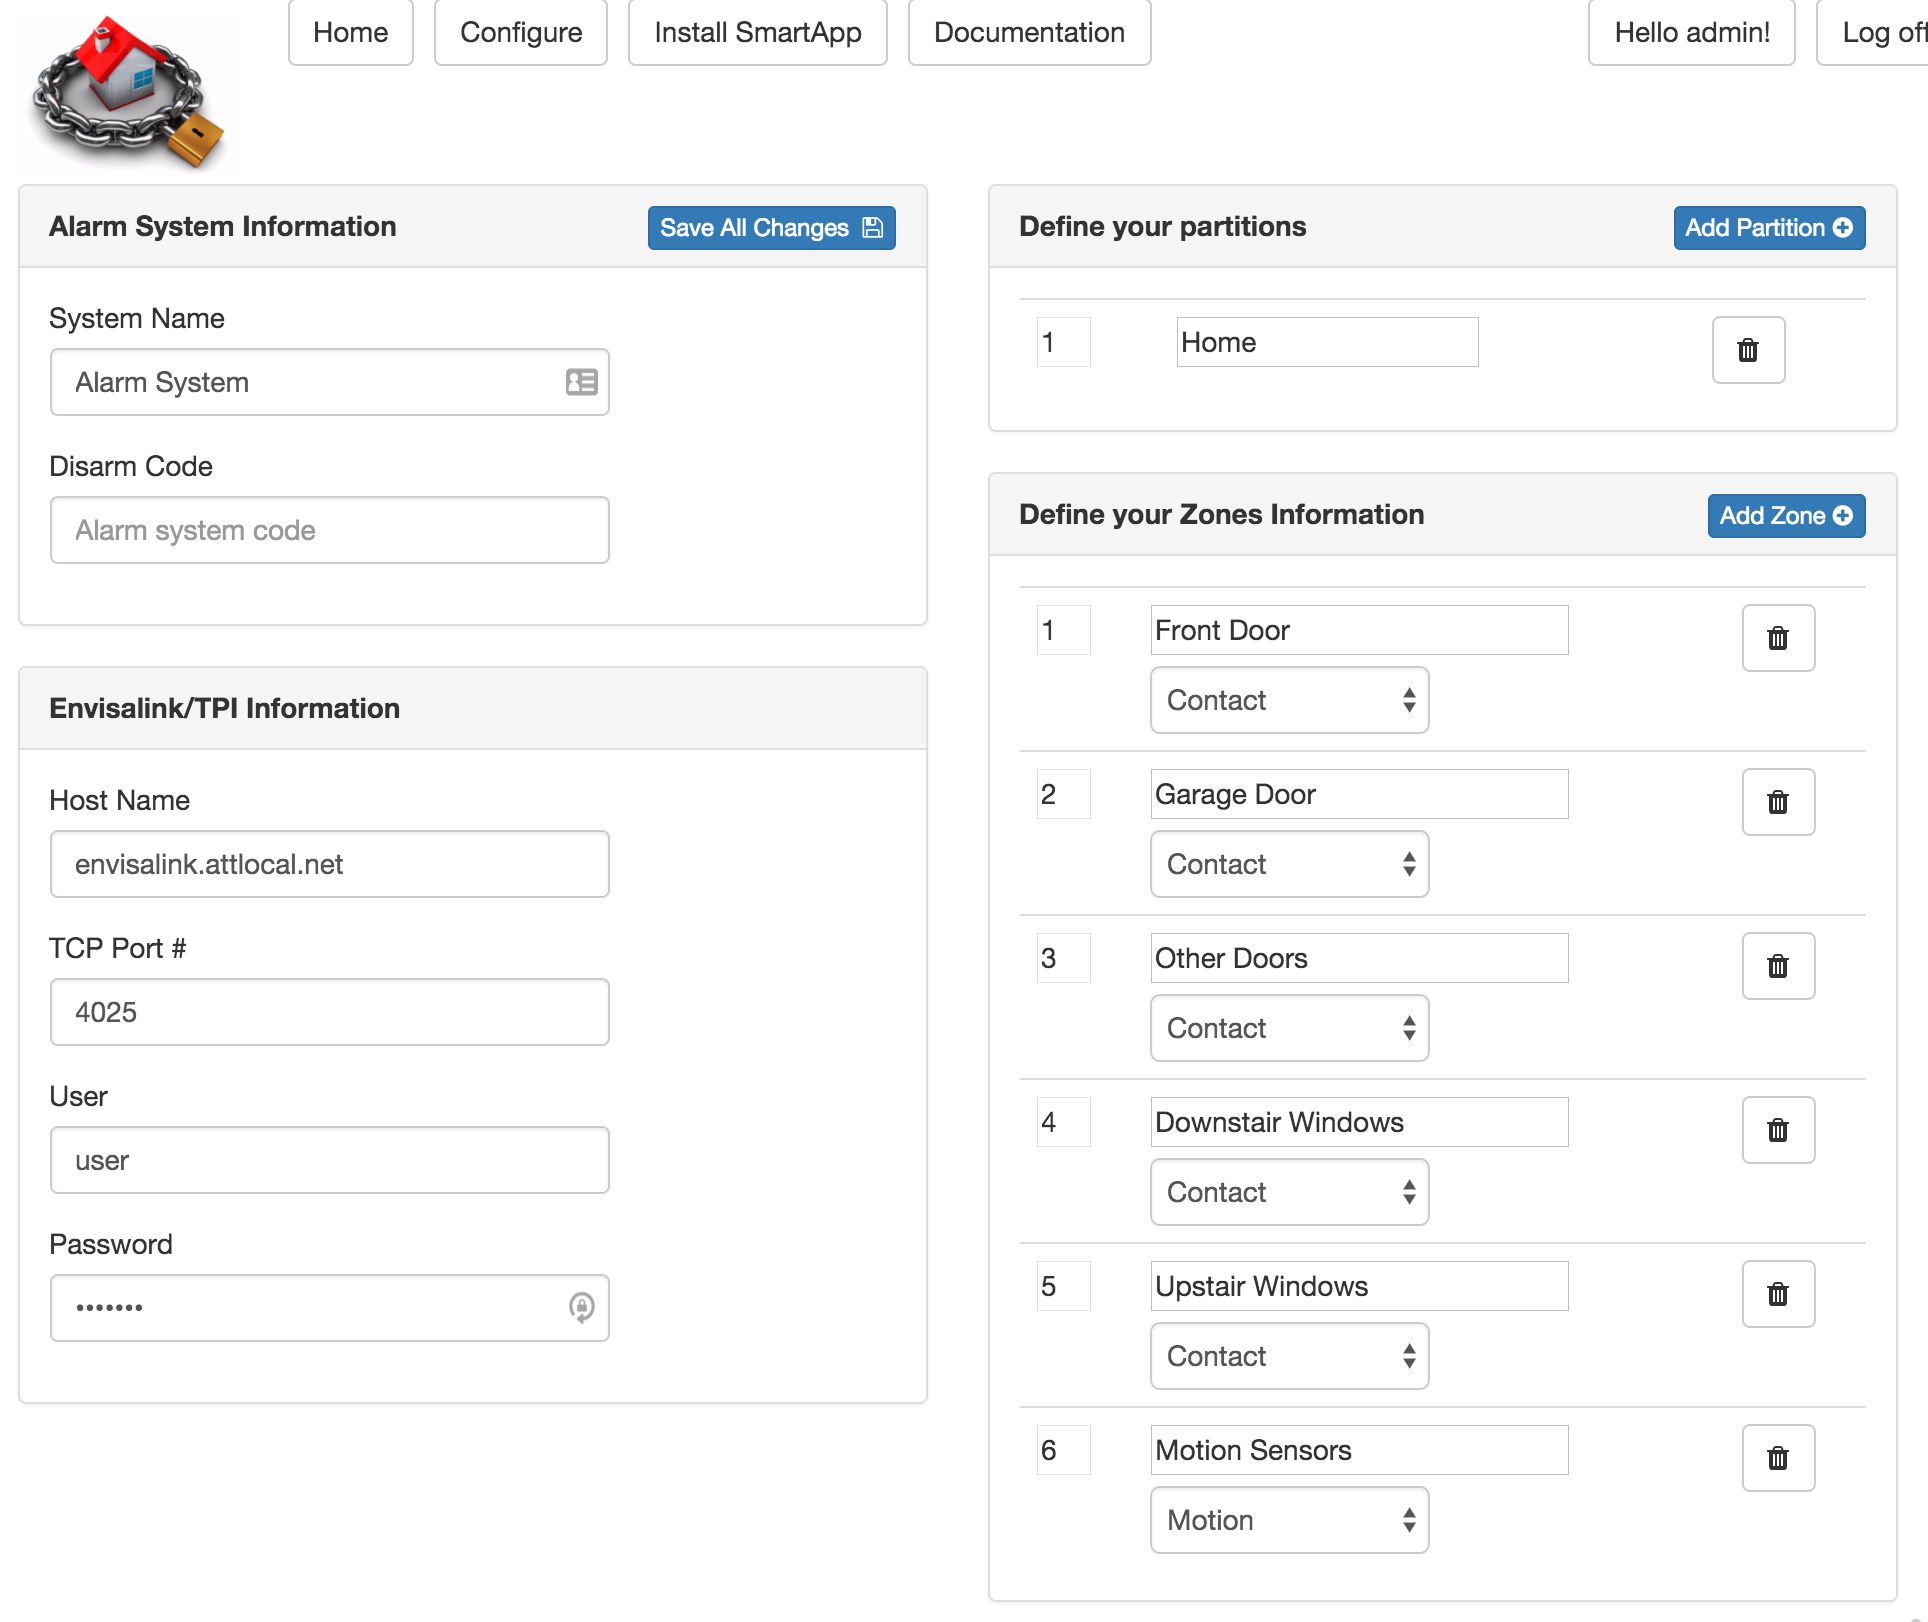 Home
Configure
Install SmartApp
Documentation
Hello admin!
Log off
Alarm System Information
Save All Changes
System Name
Alarm System
Disarm Code
Alarm system code
Envisalink/TPI Information
Host Name
envisalink.attlocal.net
TCP Port #
4025
User
user
Password
•••••••
Define your partitions
Add Partition
1
Home
Define your Zones Information
Add Zone
1
Front Door
Contact
2
Garage Door
Contact
3
Other Doors
Contact
4
Downstair Windows
Contact
5
Upstair Windows
Contact
6
Motion Sensors
Motion